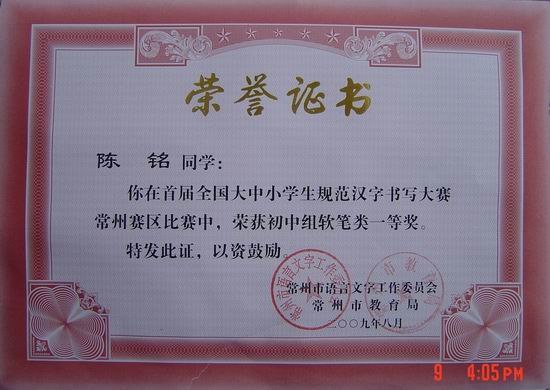 荣誉证书
陈 铭 同学：
你在首届全国大中小学生规范汉字书写大赛
常州赛区比赛中，荣获初中组软笔类一等奖。
特发此证，以资鼓励。
常州市语言文字工作委员会
常州市教育局
二〇〇九年八月
9 4:05PM